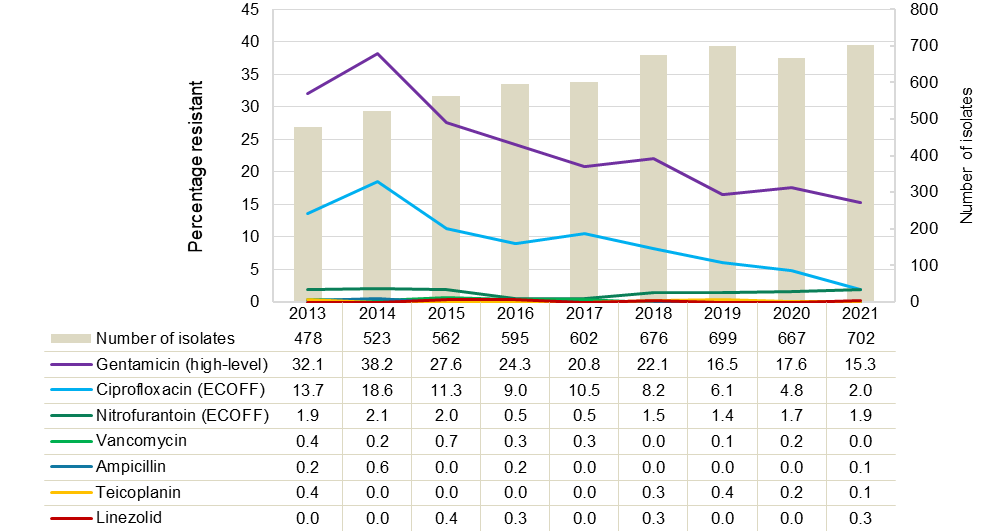 45
40
35
30
25
20
15
10
5
0
Percentage resistant
800
700
600
500
400
300
200
100
0
Number of isolates
2013 2014 2015 2016 2017 2018 2019 2020 2021
Number of isolates 478 523 562 595 602 676 699 667 702
Gentamicin (high-level) 32.1 38.2 27.6 24.3 20.8 22.1 16.5 17.6 15.3
Ciprofloxacin (ECOFF) 13.7 18.6 11.3 9.0 10.5 8.2 6.1 4.8 2.0
Nitrofurantoin (ECOFF) 1.9 2.1 2.0 0.5 0.5 1.5 1.4 1.7 1.9
Vancomycin 0.4 0.2 0.7 0.3 0.3 0.0 0.1 0.2 0.0
Ampicillin 0.2 0.6 0.0 0.2 0.0 0.0 0.0 0.0 0.1
Teicoplanin 0.4 0.0 0.0 0.0 0.0 0.3 0.4 0.2 0.1
Linezolid 0.0 0.0 0.4 0.3 0.0 0.3 0.0 0.0 0.3